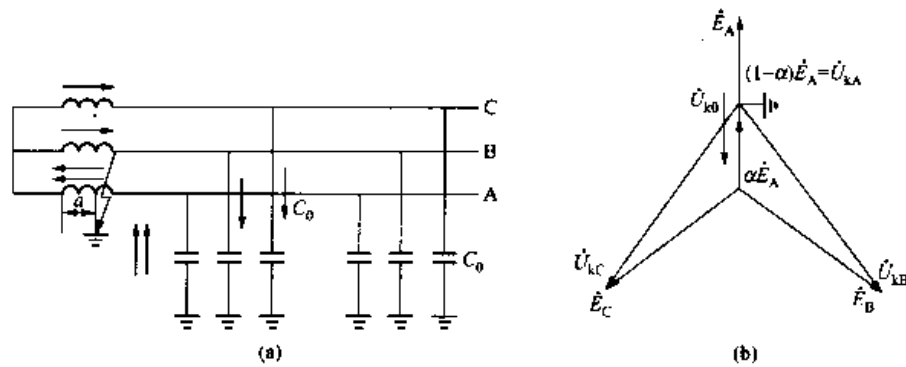 C
B
A
a
C₀
C₀
(a)
Ė_A
(1-α)Ė_A=U̇_kA
U̇_k0
αĖ_A
U̇_kC
Ė_C
U̇_kB
Ė_B
(b)